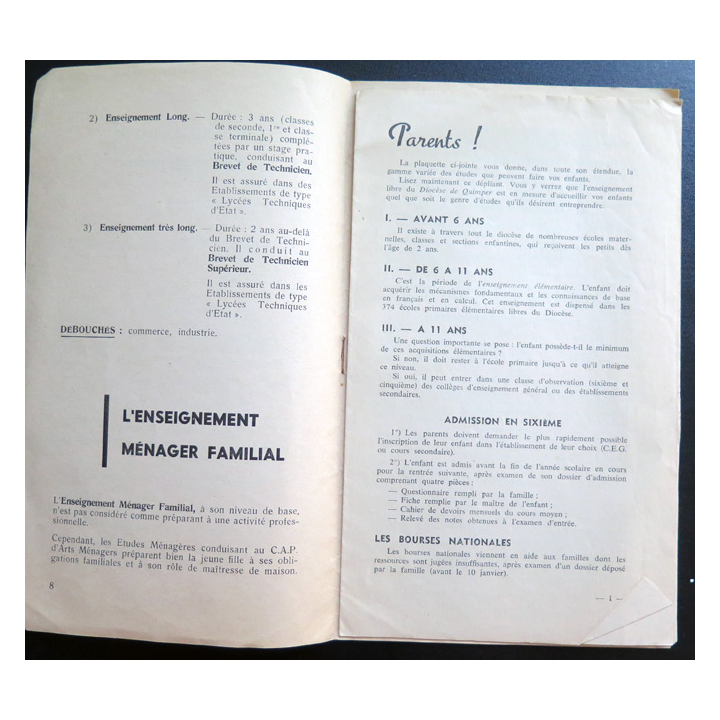 2) Enseignement Long. — Durée : 3 ans (classes
de seconde, 1re et clas-
se terminale) complé-
tées par un stage pra-
tique, conduisant au
Brevet de Technicien.
Il est assuré dans des
Etablissements de type
« Lycées Techniques
d'Etat ».
3) Enseignement très long. — Durée : 2 ans au-delà
du Brevet de Techni-
cien. Il conduit au
Brevet de Technicien
Supérieur.
Il est assuré dans les
Etablissements de type
« Lycées Techniques
d'Etat ».
DÉBOUCHÉS : commerce, industrie.
L'ENSEIGNEMENT
MÉNAGER FAMILIAL
L'Enseignement Ménager Familial, à son niveau de base,
n'est pas considéré comme préparant à une activité profes-
sionnelle.
Cependant, les Etudes Ménagères conduisant au C.A.P.
d'Arts Ménagers préparent bien la jeune fille à ses obli-
gations familiales et à son rôle de maîtresse de maison.
8
Parents !
La plaquette ci-jointe vous donne, dans toute son étendue, la
gamme variée des études que peuvent faire vos enfants.
Lisez maintenant ce dépliant. Vous y verrez que l'enseignement
libre du Diocèse de Quimper est en mesure d'accueillir vos enfants
quel que soit le genre d'études qu'ils désirent entreprendre.
I. — AVANT 6 ANS
Il existe à travers tout le diocèse de nombreuses écoles mater-
nelles, classes et sections enfantines, qui reçoivent les petits dès
l'âge de 2 ans.
II. — DE 6 A 11 ANS
C'est la période de l'enseignement élémentaire. L'enfant doit
acquérir les mécanismes fondamentaux et les connaissances de base
en français et en calcul. Cet enseignement est dispensé dans les
374 écoles primaires élémentaires libres du Diocèse.
III. — A 11 ANS
Une question importante se pose : l'enfant possède-t-il le minimum
de ces acquisitions élémentaires ?
Si non, il doit rester à l'école primaire jusqu'à ce qu'il atteigne
ce niveau.
Si oui, il peut entrer dans une classe d'observation (sixième et
cinquième) des collèges d'enseignement général ou des établissements
secondaires.
ADMISSION EN SIXIÈME
1°) Les parents doivent demander le plus rapidement possible
l'inscription de leur enfant dans l'établissement de leur choix (C.E.G.
ou cours secondaire).
2°) L'enfant est admis avant la fin de l'année scolaire en cours
pour la rentrée suivante, après examen de son dossier d'admission
comprenant quatre pièces :
— Questionnaire rempli par la famille ;
— Fiche remplie par le maître de l'enfant ;
— Cahier de devoirs mensuels du cours moyen ;
— Relevé des notes obtenues à l'examen d'entrée.
LES BOURSES NATIONALES
Les bourses nationales viennent en aide aux familles dont les
ressources sont jugées insuffisantes, après examen d'un dossier déposé
par la famille (avant le 10 janvier).
— 1 —